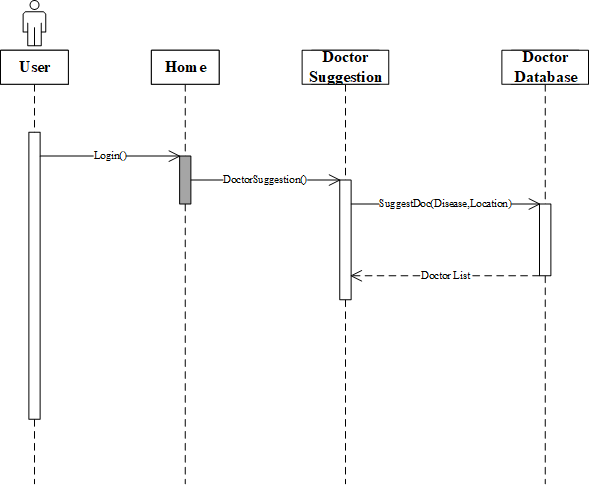 User
Home
Doctor
Suggestion
Doctor
Database
Login()
DoctorSuggestion()
SuggestDoc(Disease,Location)
Doctor List